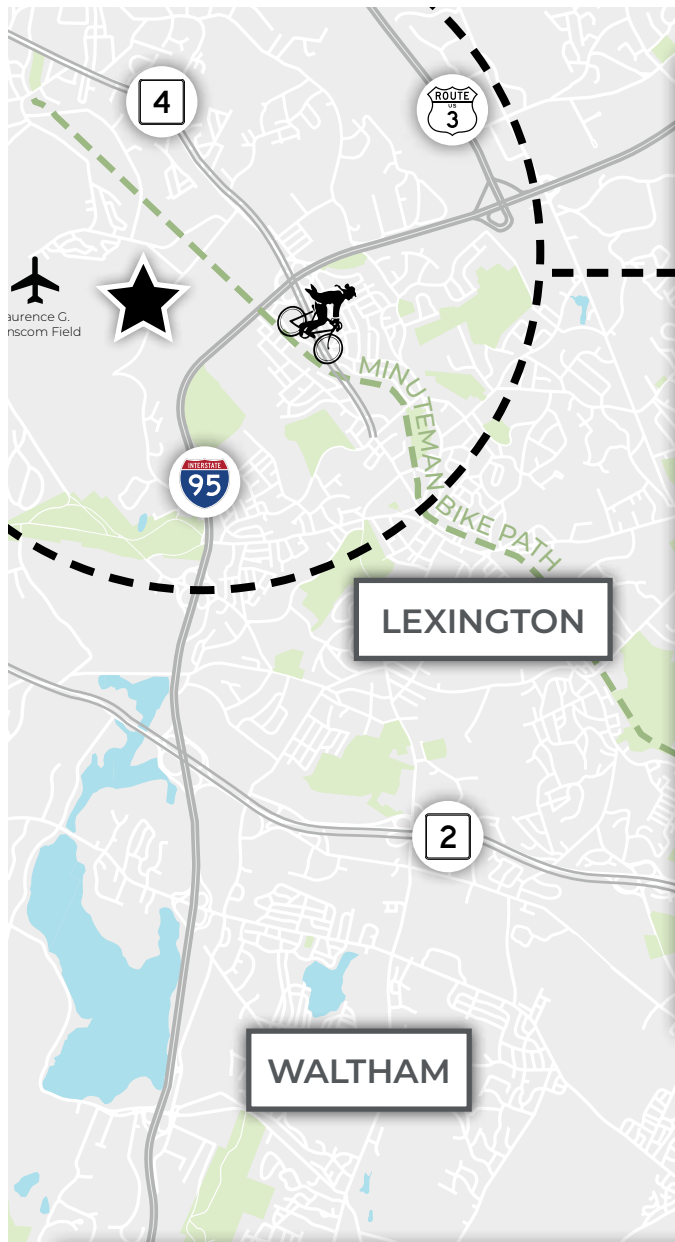 4
ROUTE
US
3
aurence G.
nscom Field
MINUTEMAN BIKE PATH
INTERSTATE
95
LEXINGTON
2
WALTHAM